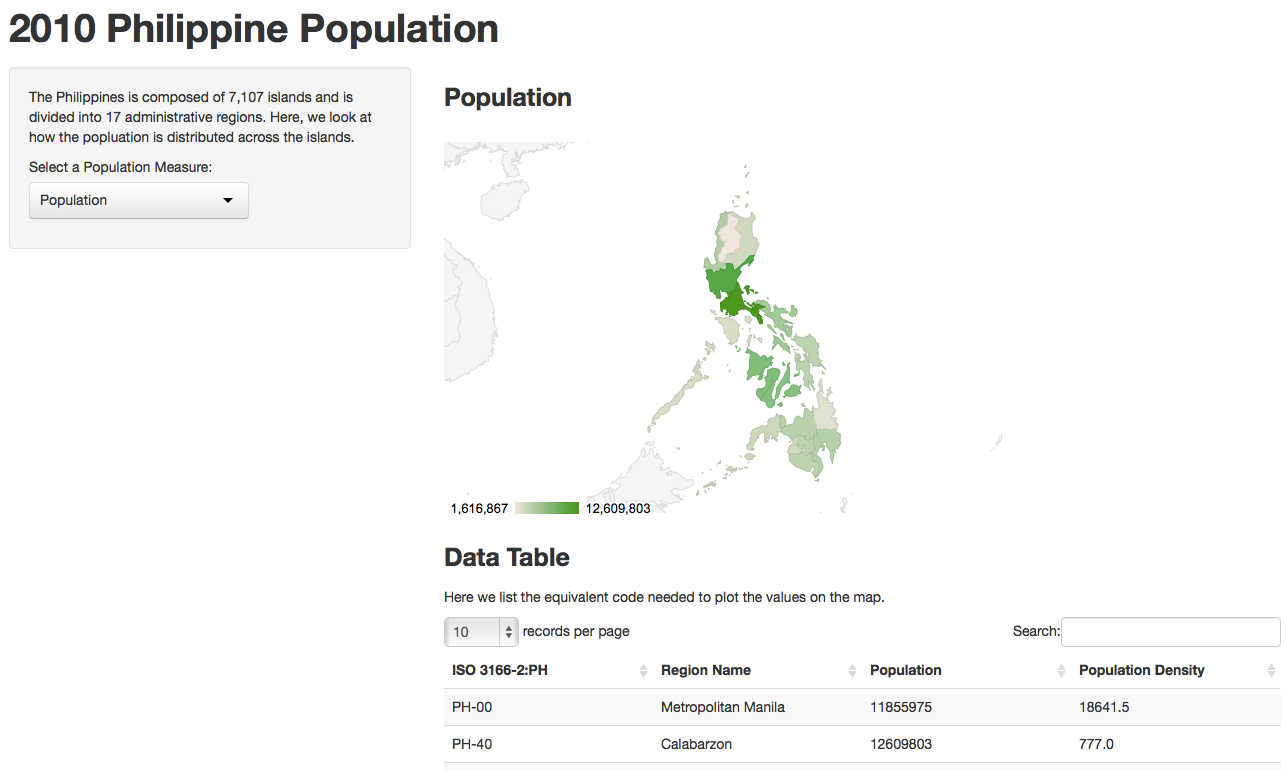 2010 Philippine Population
The Philippines is composed of 7,107 islands and is
divided into 17 administrative regions. Here, we look at
how the popluation is distributed across the islands.
Select a Population Measure:
Population
Population
1,616,867 12,609,803
Data Table
Here we list the equivalent code needed to plot the values on the map.
10 records per page Search:
ISO 3166-2:PH Region Name Population Population Density
PH-00 Metropolitan Manila 11855975 18641.5
PH-40 Calabarzon 12609803 777.0